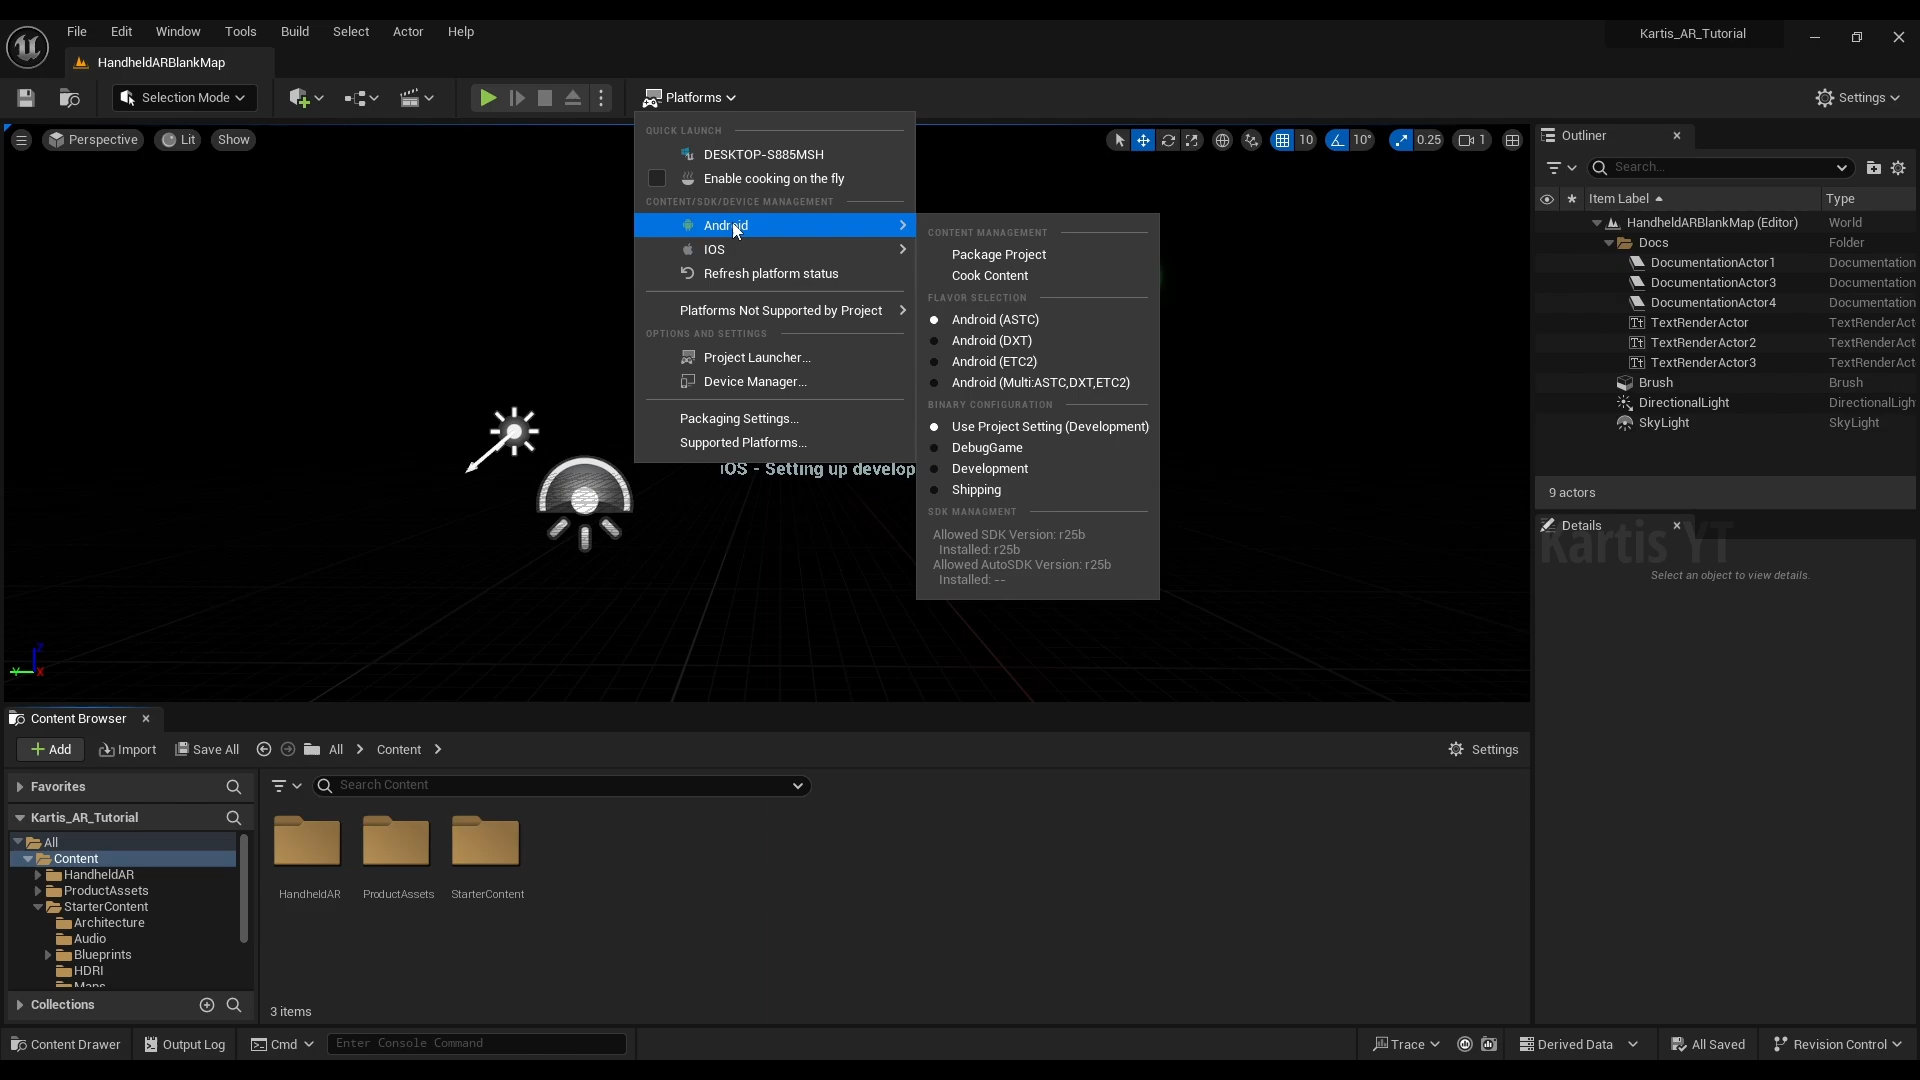 File Edit Window Tools Build Select Actor Help
Kartis_AR_Tutorial
HandheldARBlankMap
Selection Mode
Platforms
Settings
Perspective
Lit
Show
10
10°
0.25
1
QUICK LAUNCH
DESKTOP-S885MSH
Enable cooking on the fly
CONTENT/SDK/DEVICE MANAGEMENT
Android
IOS
Refresh platform status
Platforms Not Supported by Project
OPTIONS AND SETTINGS
Project Launcher...
Device Manager...
Packaging Settings...
Supported Platforms...
CONTENT MANAGEMENT
Package Project
Cook Content
FLAVOR SELECTION
Android (ASTC)
Android (DXT)
Android (ETC2)
Android (Multi:ASTC,DXT,ETC2)
BINARY CONFIGURATION
Use Project Setting (Development)
DebugGame
Development
Shipping
SDK MANAGMENT
Allowed SDK Version: r25b
Installed: r25b
Allowed AutoSDK Version: r25b
Installed: --
iOS - Setting up develop
Z
Y
X
Outliner
Search...
Item Label Type
HandheldARBlankMap (Editor) World
Docs Folder
DocumentationActor1 Documentation
DocumentationActor3 Documentation
DocumentationActor4 Documentation
TextRenderActor TextRenderAct
TextRenderActor2 TextRenderAct
TextRenderActor3 TextRenderAct
Brush Brush
DirectionalLight DirectionalLigh
SkyLight SkyLight
9 actors
Details
Kartis YT
Select an object to view details.
Content Browser
Add Import Save All All Content
Settings
Favorites
Search Content
Kartis_AR_Tutorial
All
Content
HandheldAR
ProductAssets
StarterContent
Architecture
Audio
Blueprints
HDRI
Maps
Collections
HandheldAR ProductAssets StarterContent
3 items
Content Drawer Output Log Cmd Enter Console Command
Trace Derived Data All Saved Revision Control